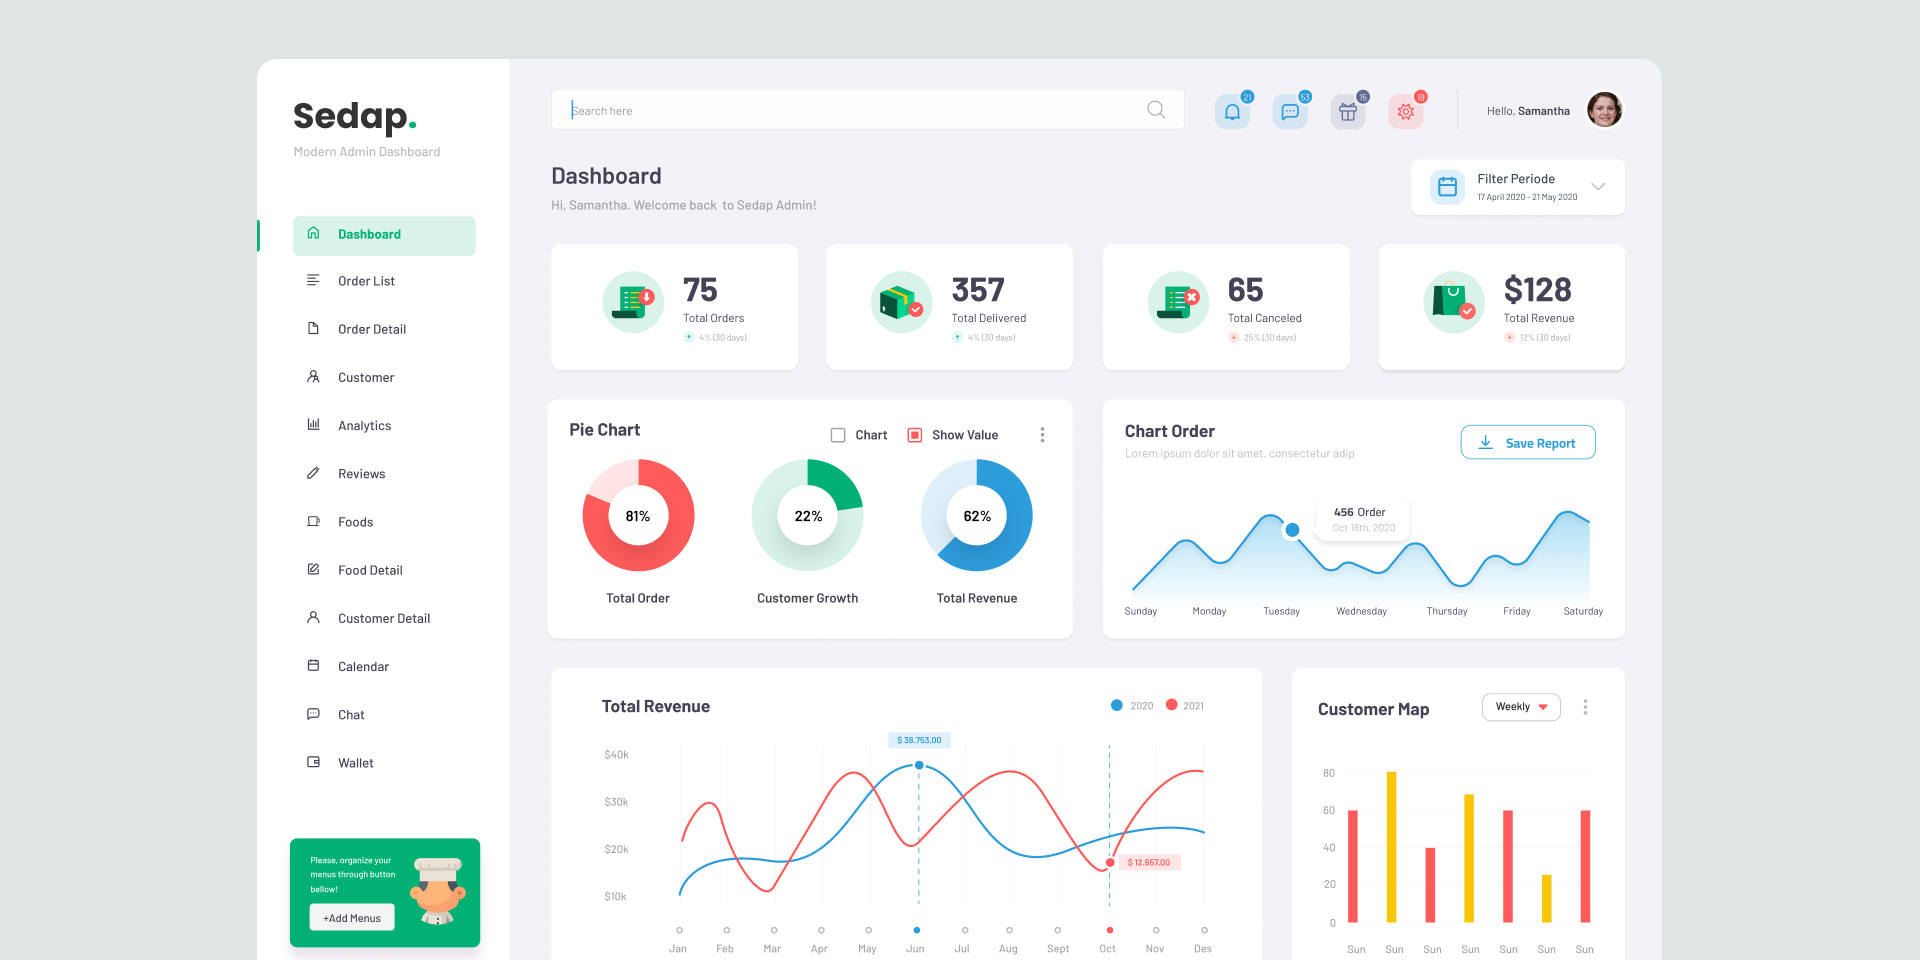 Sedap.
Modern Admin Dashboard
Dashboard
Order List
Order Detail
Customer
Analytics
Reviews
Foods
Food Detail
Customer Detail
Calendar
Chat
Wallet
Please, organize your
menus through button
bellow!
+Add Menus
Search here
21
53
15
19
Hello, Samantha
Dashboard
Hi, Samantha. Welcome back to Sedap Admin!
Filter Periode
17 April 2020 - 21 May 2020
75
Total Orders
4% (30 days)
357
Total Delivered
4% (30 days)
65
Total Canceled
25% (30 days)
$128
Total Revenue
12% (30 days)
Pie Chart
Chart
Show Value
81%
22%
62%
Total Order
Customer Growth
Total Revenue
Chart Order
Lorem ipsum dolor sit amet, consectetur adip
Save Report
456 Order
Oct 18th, 2020
Sunday Monday Tuesday Wednesday Thursday Friday Saturday
Total Revenue
2020
2021
$ 38.753,00
$40k
$30k
$20k
$10k
$ 12.657,00
Jan Feb Mar Apr May Jun Jul Aug Sept Oct Nov Des
Customer Map
Weekly
80
60
40
20
0
Sun Sun Sun Sun Sun Sun Sun